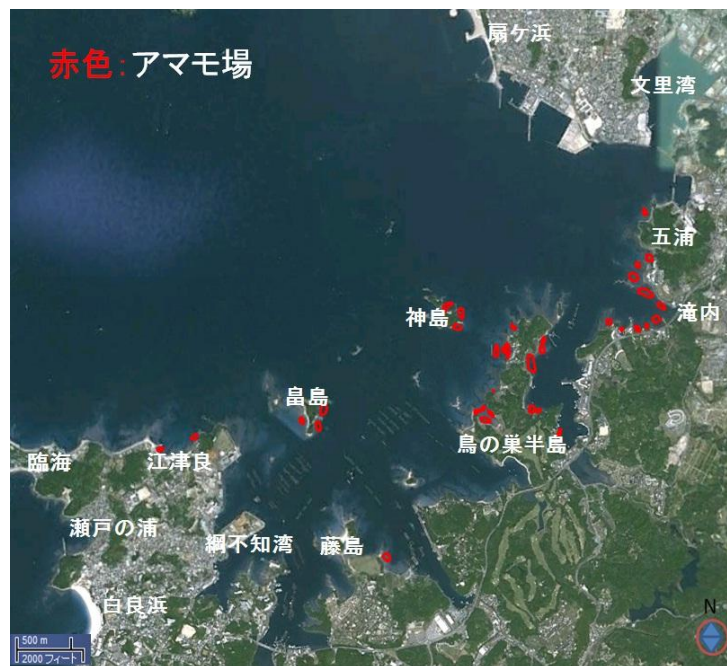 赤色：アマモ場
扇ケ浜
文里湾
五浦
滝内
神島
畠島
鳥の巣半島
江津良
臨海
瀬戸の浦
綱不知湾
藤島
白良浜
N
500 m
2000 フィート